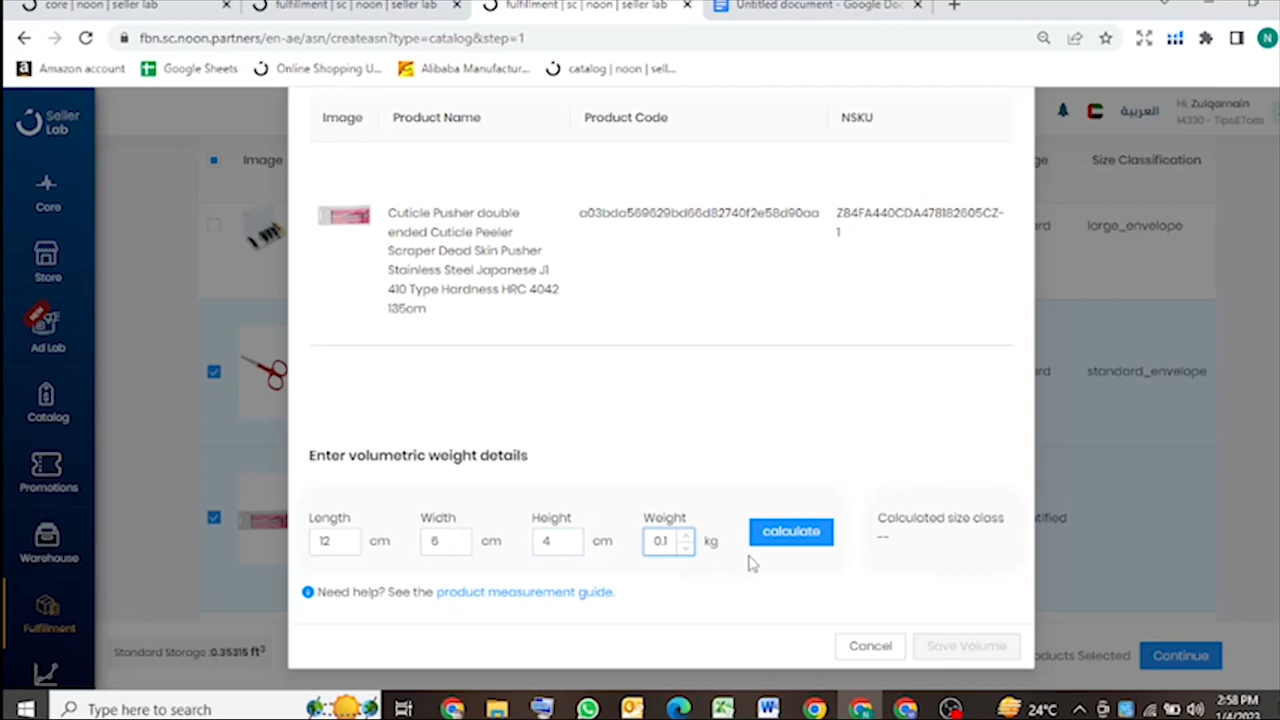 core | noon | seller lab
fulfillment | sc | noon | seller lab
fulfillment | sc | noon | seller lab
Untitled document - Google Doc
fbn.sc.noon.partners/en-ae/asn/createasn?type=catalog&step=1
N
Amazon account
Google Sheets
Online Shopping U...
Alibaba Manufactur...
catalog | noon | sell...
Seller
Lab
العربية
Hi, Zulqarnain
14330 - Tips&Toes
Image
Product Name
Product Code
NSKU
Image
Size Classification
Core
Cuticle Pusher double
ended Cuticle Peeler
Scraper Dead Skin Pusher
Stainless Steel Japanese J1
410 Type Hardness HRC 4042
135cm
a03bda569629bd66d82740f2e58d90aa
Z84FA440CDA478182605CZ-
1
large_envelope
Store
NEW
Ad Lab
standard_envelope
Catalog
Enter volumetric weight details
Promotions
Length
Width
Height
Weight
calculate
Calculated size class
--
12 cm
6 cm
4 cm
0.1 kg
Warehouse
Need help? See the product measurement guide.
Fulfillment
Standard Storage :0.35315 ft³
Cancel
Save Volume
Continue
Type here to search
24°C
2:58 PM
1/4/2023